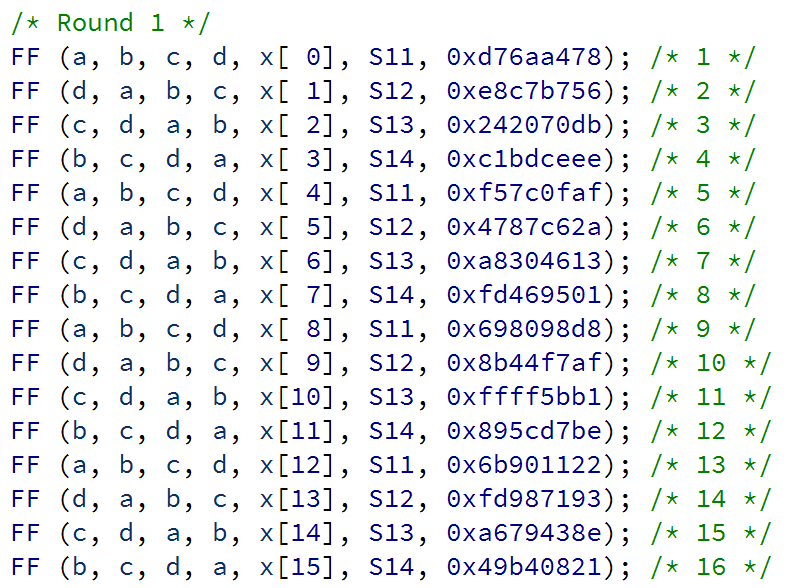 /* Round 1 */
FF (a, b, c, d, x[ 0], S11, 0xd76aa478); /* 1 */
FF (d, a, b, c, x[ 1], S12, 0xe8c7b756); /* 2 */
FF (c, d, a, b, x[ 2], S13, 0x242070db); /* 3 */
FF (b, c, d, a, x[ 3], S14, 0xc1bdceee); /* 4 */
FF (a, b, c, d, x[ 4], S11, 0xf57c0faf); /* 5 */
FF (d, a, b, c, x[ 5], S12, 0x4787c62a); /* 6 */
FF (c, d, a, b, x[ 6], S13, 0xa8304613); /* 7 */
FF (b, c, d, a, x[ 7], S14, 0xfd469501); /* 8 */
FF (a, b, c, d, x[ 8], S11, 0x698098d8); /* 9 */
FF (d, a, b, c, x[ 9], S12, 0x8b44f7af); /* 10 */
FF (c, d, a, b, x[10], S13, 0xffff5bb1); /* 11 */
FF (b, c, d, a, x[11], S14, 0x895cd7be); /* 12 */
FF (a, b, c, d, x[12], S11, 0x6b901122); /* 13 */
FF (d, a, b, c, x[13], S12, 0xfd987193); /* 14 */
FF (c, d, a, b, x[14], S13, 0xa679438e); /* 15 */
FF (b, c, d, a, x[15], S14, 0x49b40821); /* 16 */